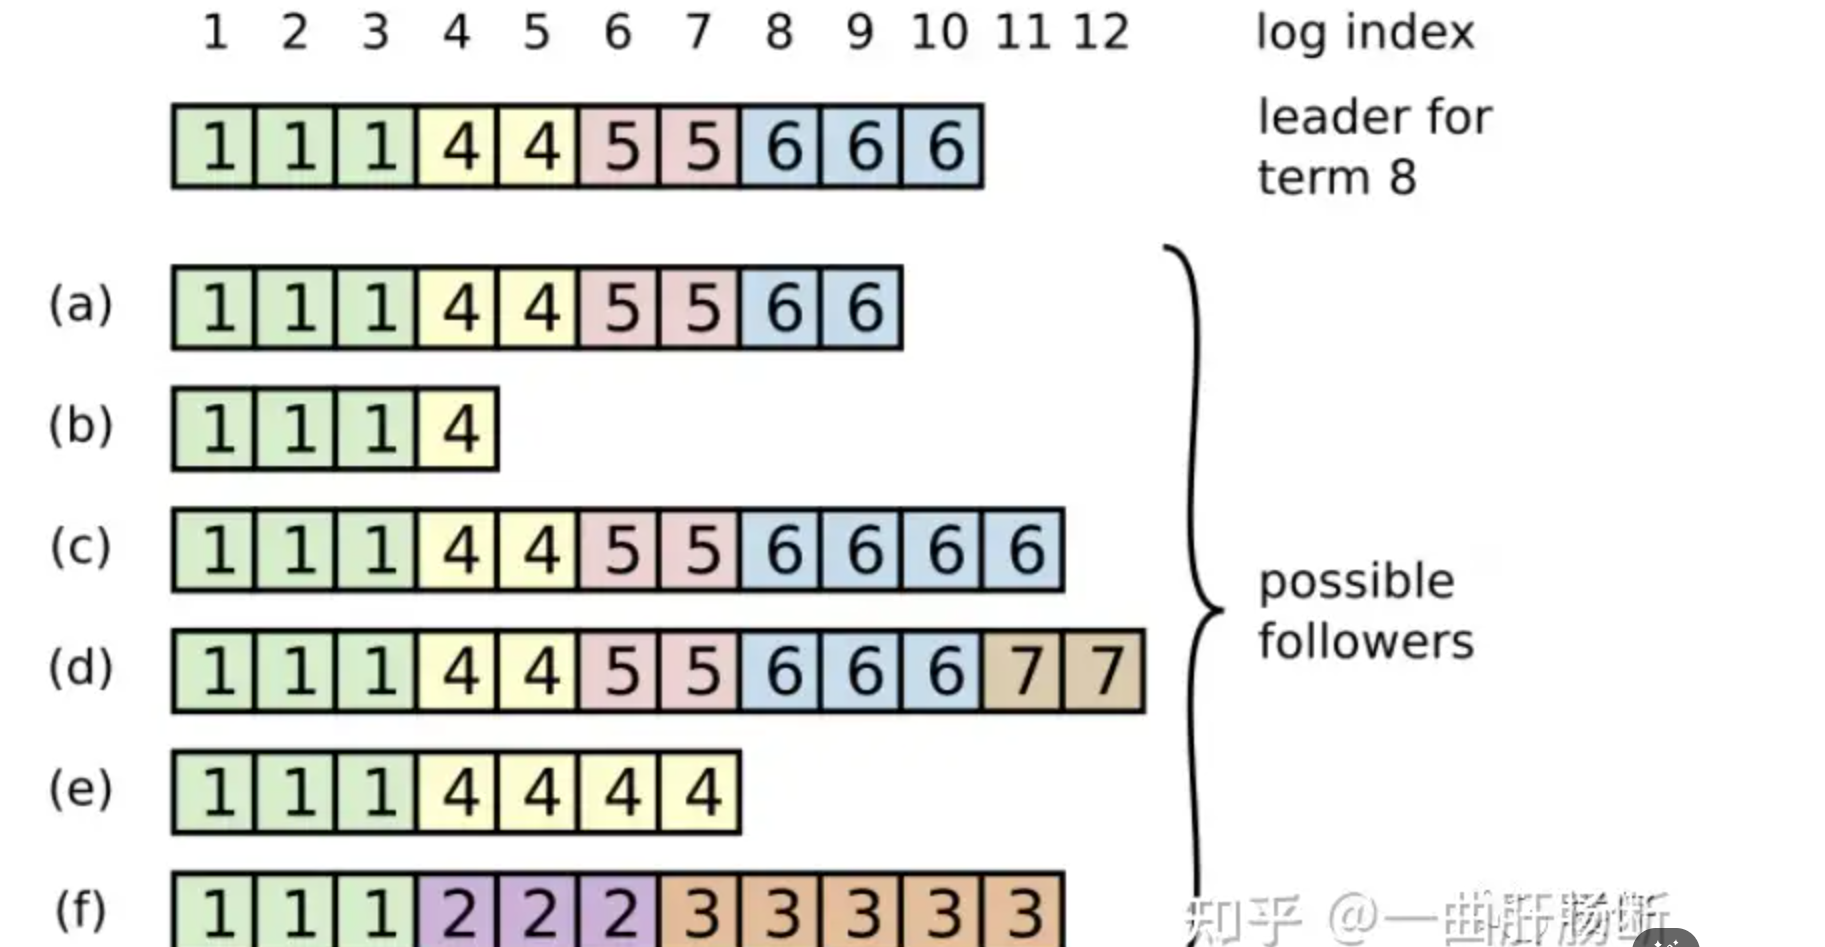 1 2 3 4 5 6 7 8 9 10 11 12 log index
1 1 1 4 4 5 5 6 6 6 leader for
term 8
(a) 1 1 1 4 4 5 5 6 6
(b) 1 1 1 4
(c) 1 1 1 4 4 5 5 6 6 6 6
possible
followers
(d) 1 1 1 4 4 5 5 6 6 6 7 7
(e) 1 1 1 4 4 4 4
(f) 1 1 1 2 2 2 3 3 3 3 3
知乎 @一曲肝肠断